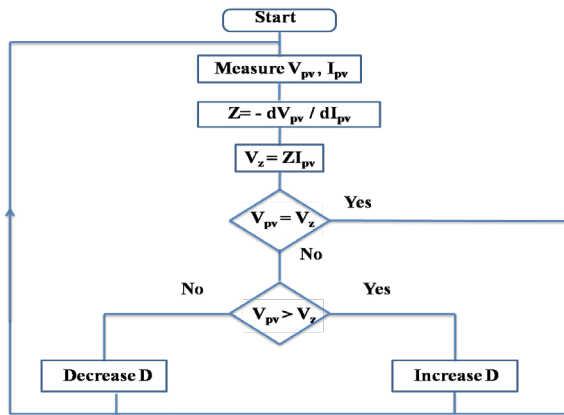 Start
Measure Vpv , Ipv
Z= - dVpv / dIpv
Vz = ZIpv
Yes
Vpv = Vz
No
No
Yes
Vpv > Vz
Decrease D
Increase D